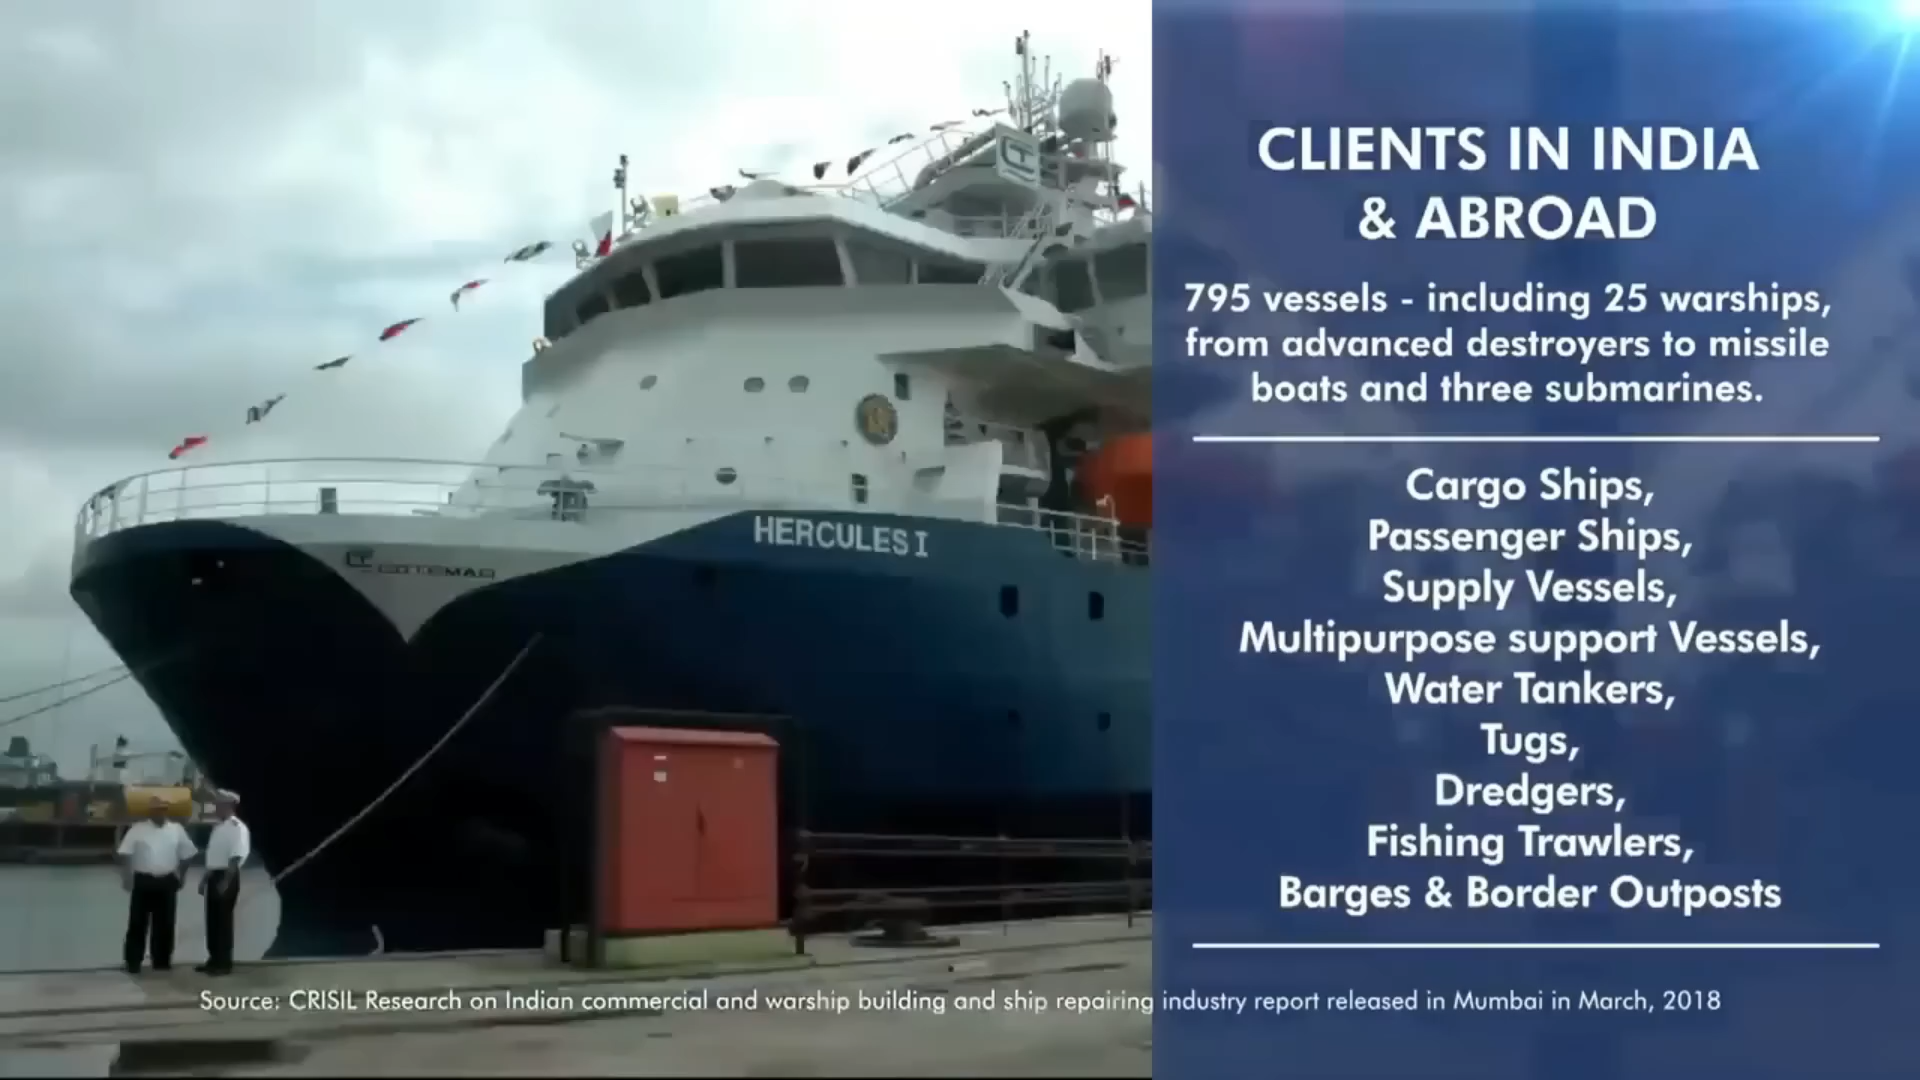 CLIENTS IN INDIA
& ABROAD
795 vessels - including 25 warships,
from advanced destroyers to missile
boats and three submarines.
Cargo Ships,
Passenger Ships,
Supply Vessels,
Multipurpose support Vessels,
Water Tankers,
Tugs,
Dredgers,
Fishing Trawlers,
Barges & Border Outposts
HERCULES I
COTEMAR
Source: CRISIL Research on Indian commercial and warship building and ship repairing industry report released in Mumbai in March, 2018